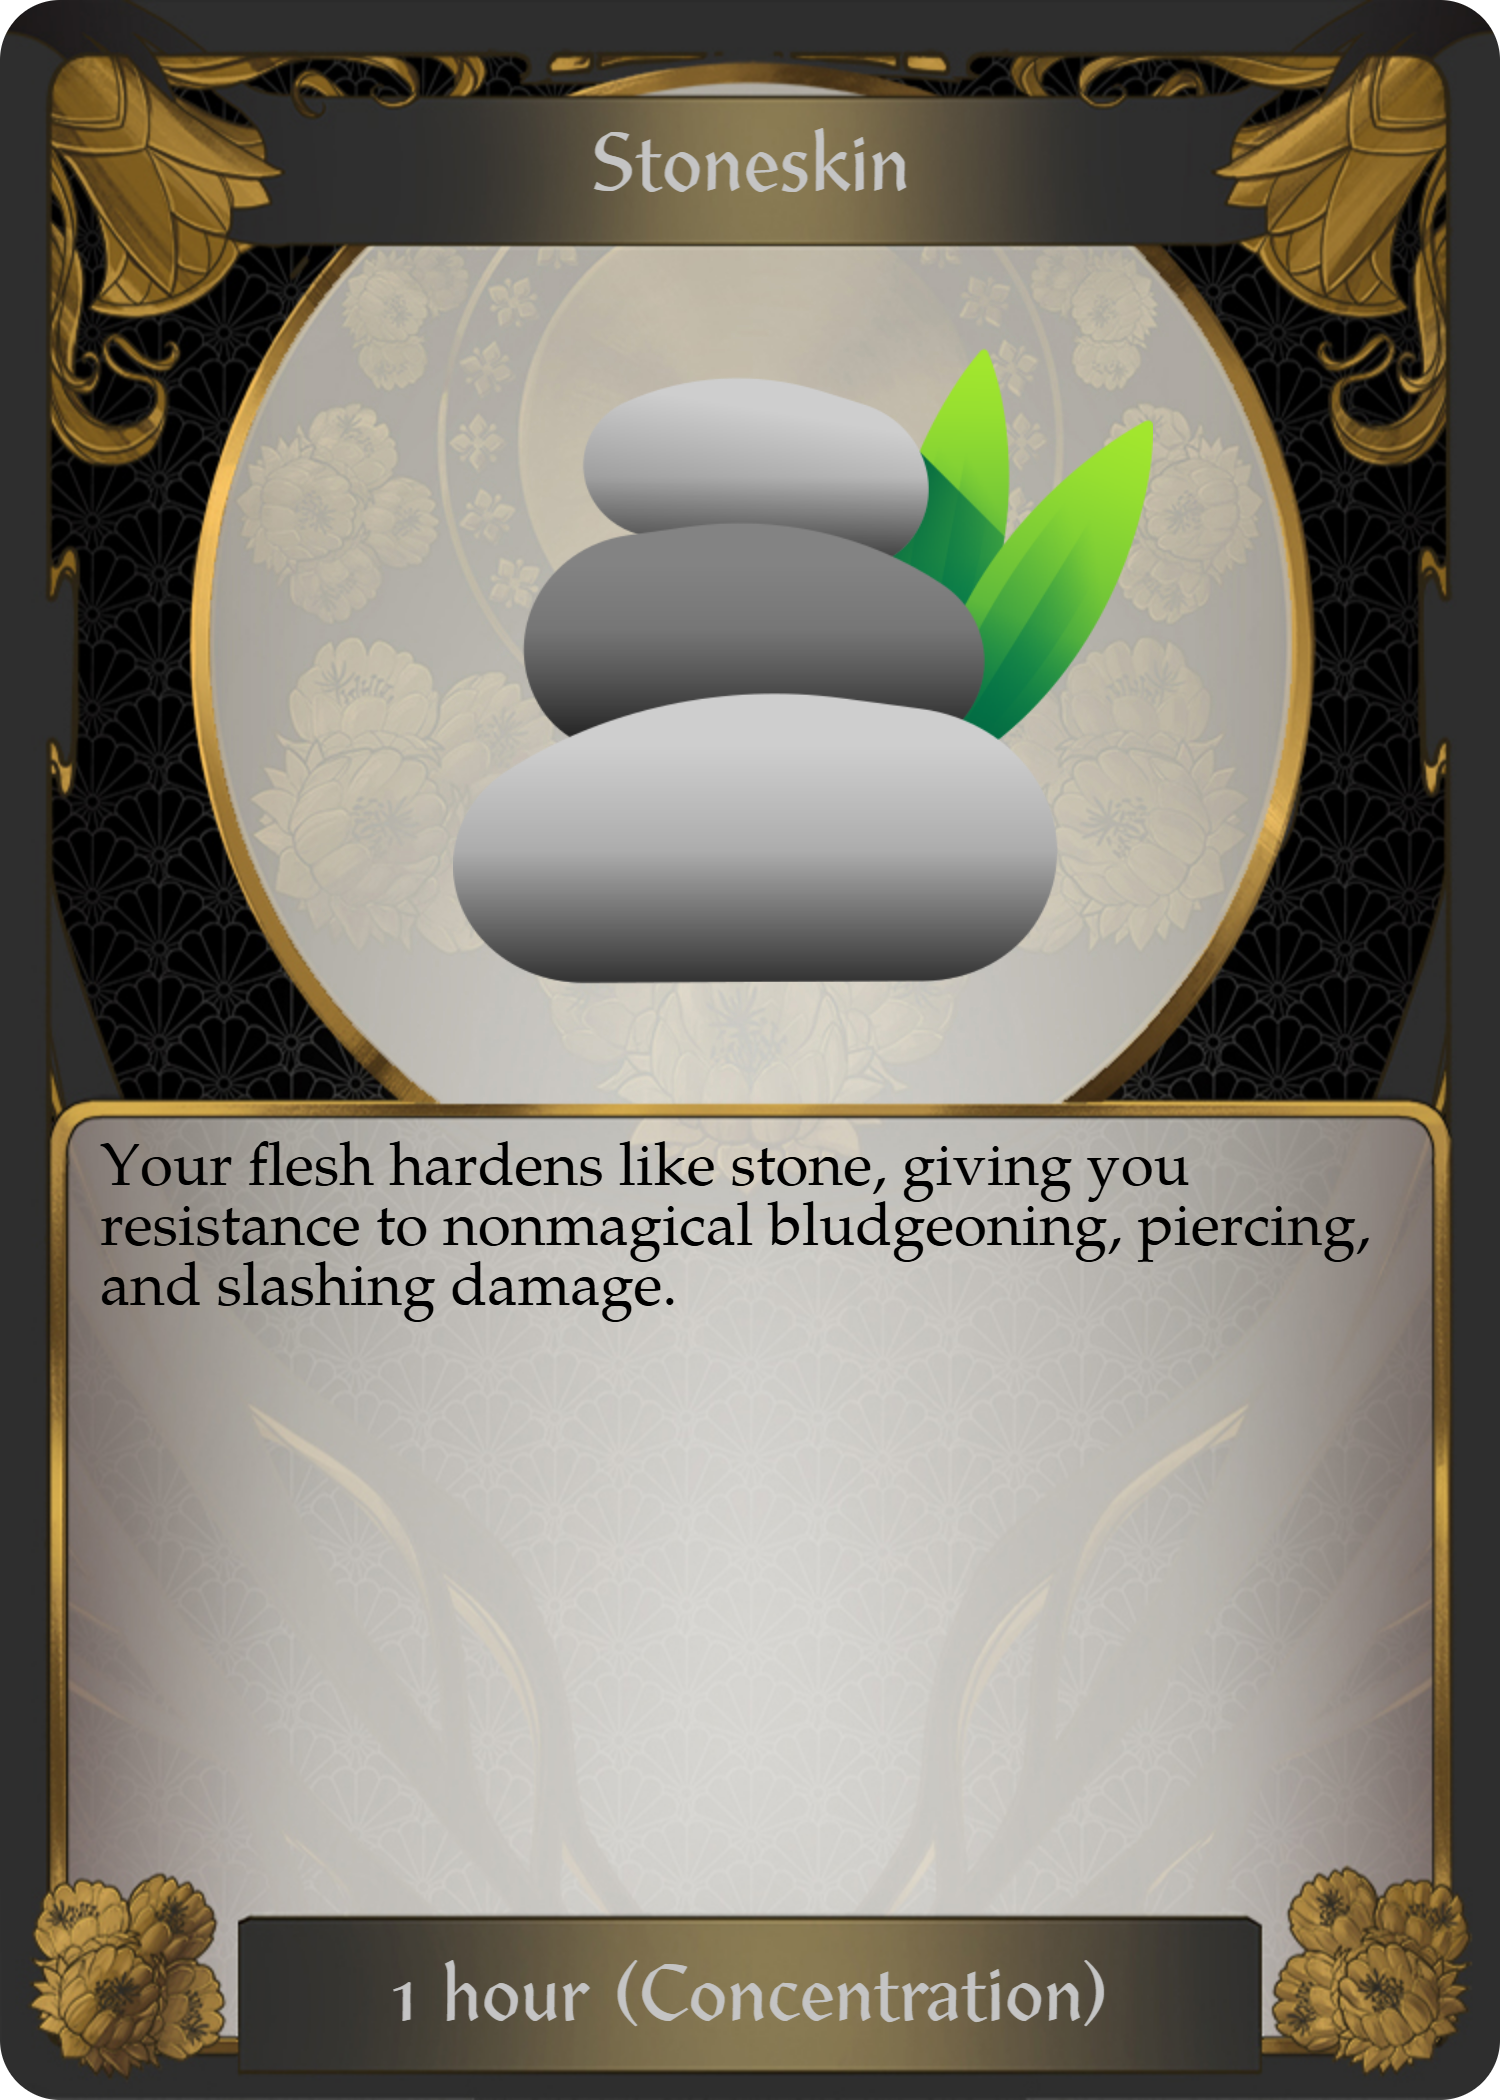 Stoneskin
Your flesh hardens like stone, giving you
resistance to nonmagical bludgeoning, piercing,
and slashing damage.
1 hour (Concentration)